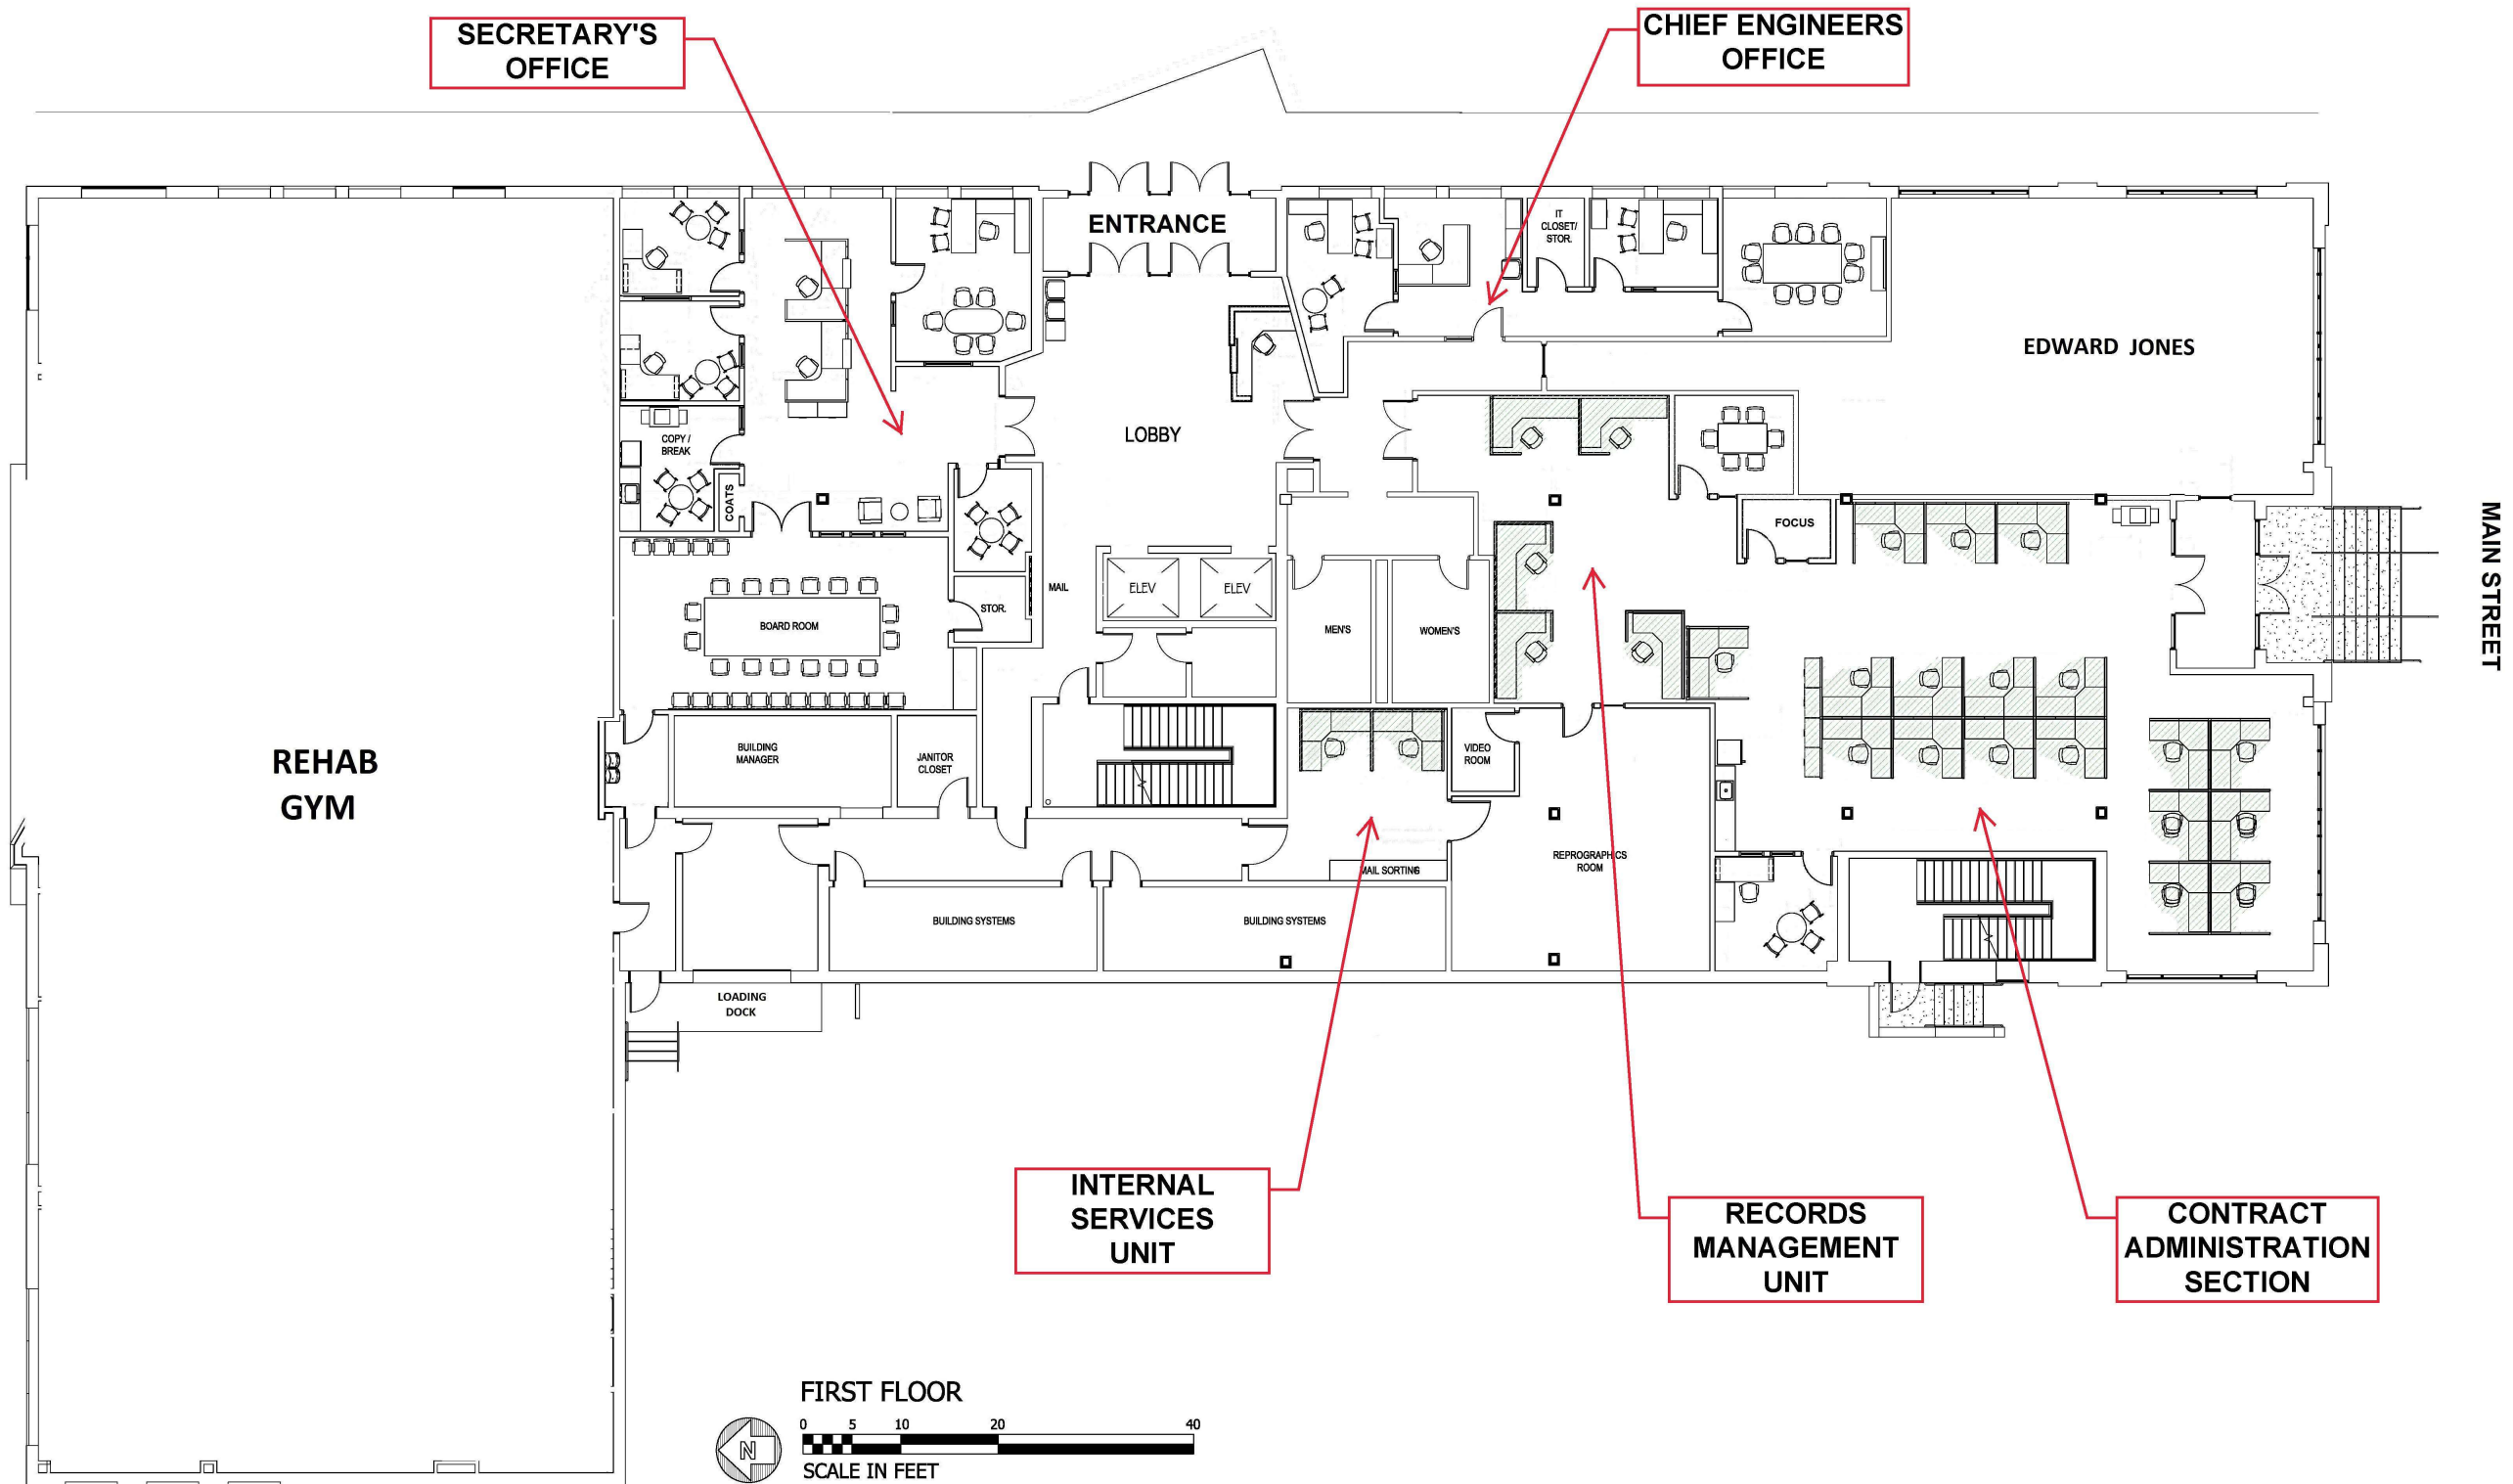 SECRETARY'S
OFFICE
CHIEF ENGINEERS
OFFICE
ENTRANCE
IT
CLOSET/
STOR.
EDWARD JONES
COPY /
BREAK
LOBBY
COATS
FOCUS
MAIN STREET
MAIL
ELEV
ELEV
STOR.
BOARD ROOM
MEN'S
WOMEN'S
REHAB
GYM
BUILDING
MANAGER
JANITOR
CLOSET
VIDEO
ROOM
REPROGRAPHICS
ROOM
MAIL SORTING
BUILDING SYSTEMS
BUILDING SYSTEMS
LOADING
DOCK
INTERNAL
SERVICES
UNIT
RECORDS
MANAGEMENT
UNIT
CONTRACT
ADMINISTRATION
SECTION
FIRST FLOOR
0 5 10 20 40
N
SCALE IN FEET